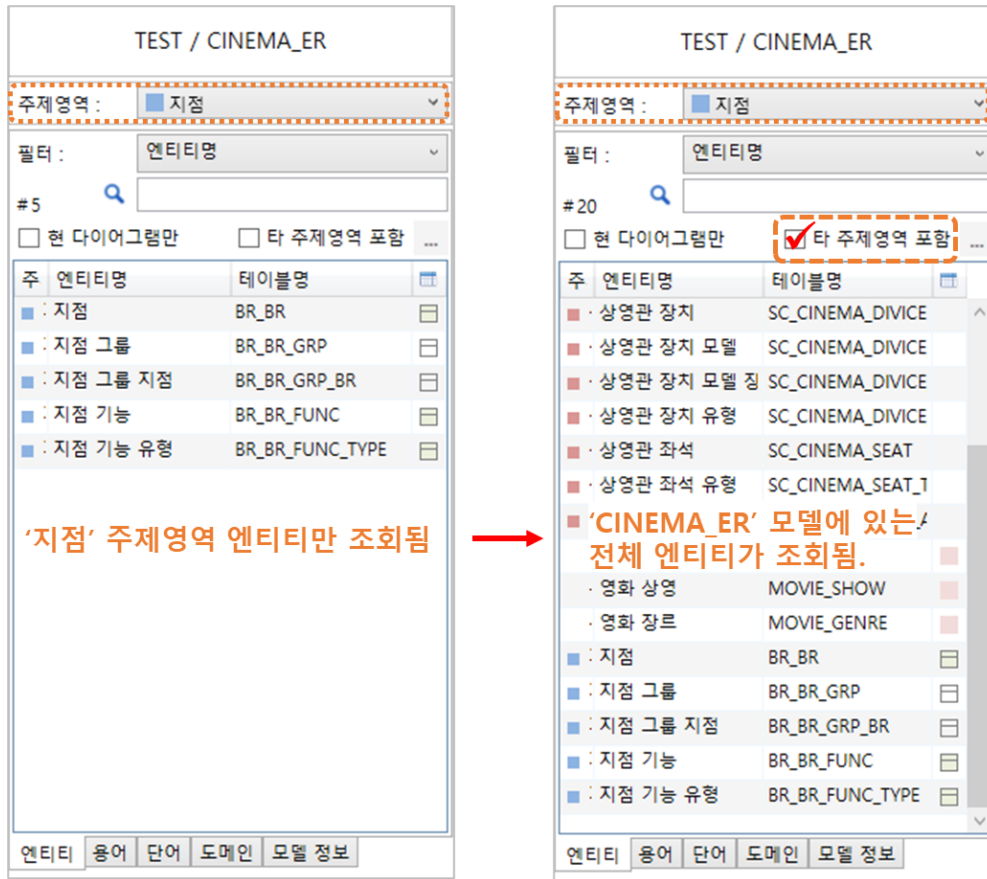 TEST / CINEMA_ER
주제영역 : 지점
필터 : 엔티티명
#5
현 다이어그램만 타 주제영역 포함 ...
주 엔티티명 테이블명
지점 BR_BR
지점 그룹 BR_BR_GRP
지점 그룹 지점 BR_BR_GRP_BR
지점 기능 BR_BR_FUNC
지점 기능 유형 BR_BR_FUNC_TYPE
‘지점’ 주제영역 엔티티만 조회됨
엔티티 용어 단어 도메인 모델 정보
TEST / CINEMA_ER
주제영역 : 지점
필터 : 엔티티명
#20
현 다이어그램만 타 주제영역 포함 ...
주 엔티티명 테이블명
상영관 장치 SC_CINEMA_DIVICE
상영관 장치 모델 SC_CINEMA_DIVICE
상영관 장치 모델 SC_CINEMA_DIVICE
상영관 장치 유형 SC_CINEMA_DIVICE
상영관 좌석 SC_CINEMA_SEAT
상영관 좌석 유형 SC_CINEMA_SEAT_T
‘CINEMA_ER’ 모델에 있는
전체 엔티티가 조회됨.
영화 상영 MOVIE_SHOW
영화 장르 MOVIE_GENRE
지점 BR_BR
지점 그룹 BR_BR_GRP
지점 그룹 지점 BR_BR_GRP_BR
지점 기능 BR_BR_FUNC
지점 기능 유형 BR_BR_FUNC_TYPE
엔티티 용어 단어 도메인 모델 정보